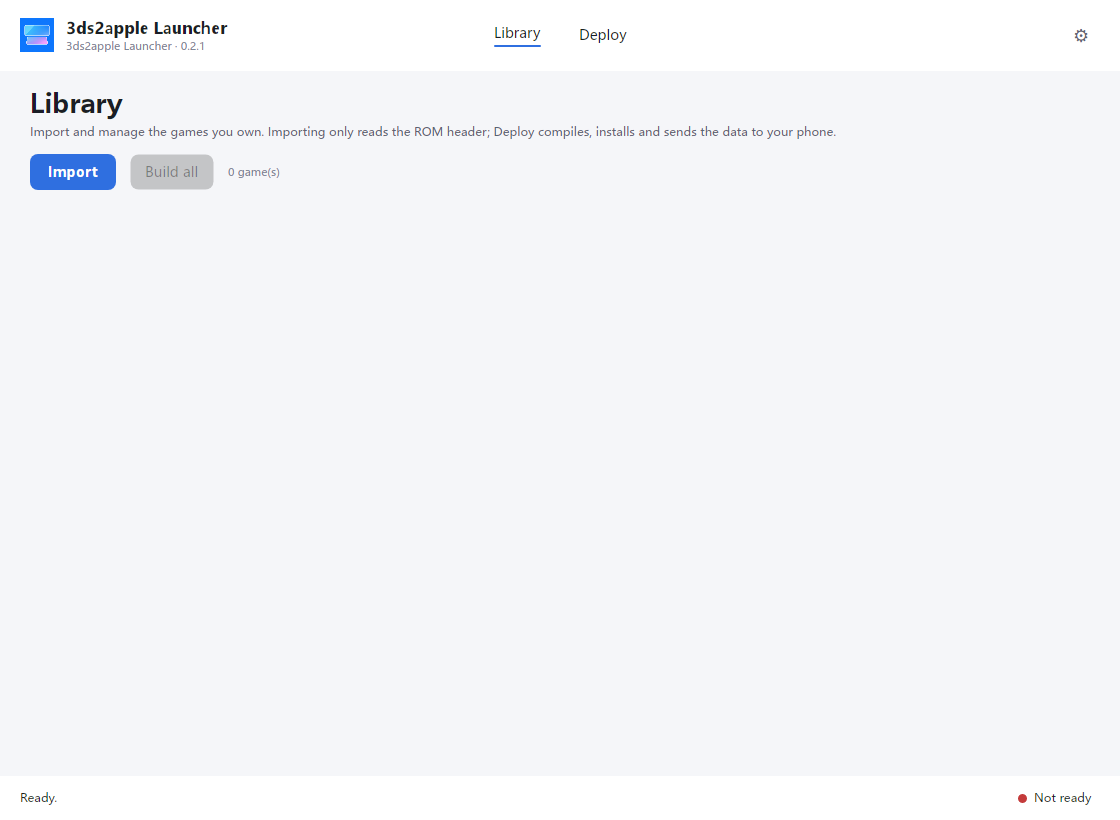 3ds2apple Launcher
3ds2apple Launcher · 0.2.1
Library
Deploy
Library
Import and manage the games you own. Importing only reads the ROM header; Deploy compiles, installs and sends the data to your phone.
Import
Build all
0 game(s)
Ready.
Not ready